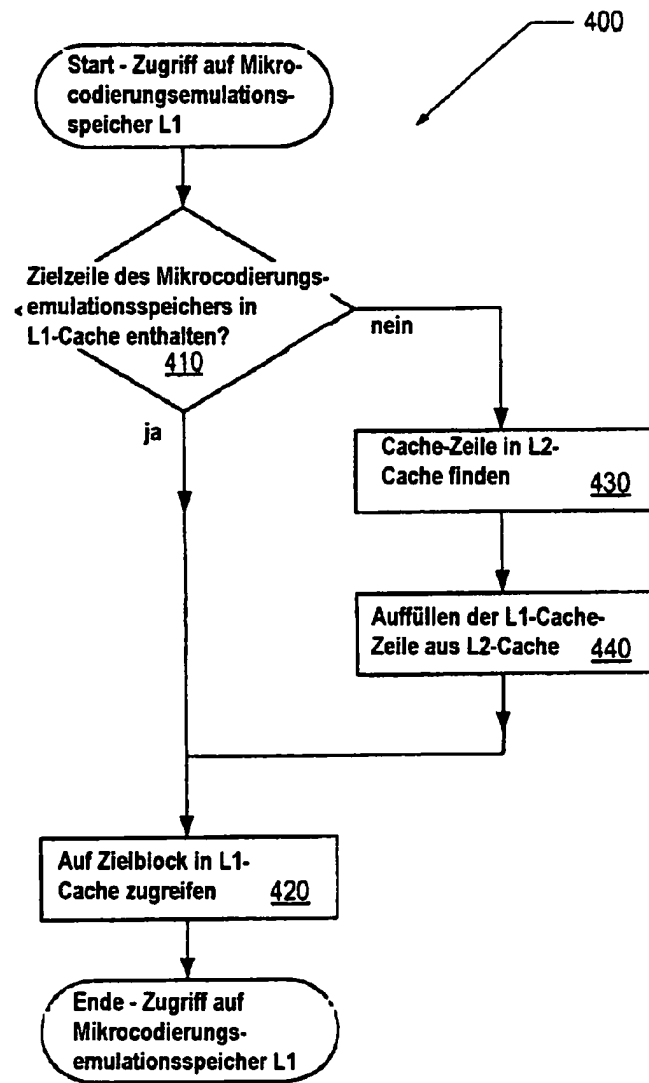 400
Start - Zugriff auf Mikro-
codierungsemulations-
speicher L1
Zielzeile des Mikrocodierungs-
emulationsspeichers in
L1-Cache enthalten?
410
nein
ja
Cache-Zeile in L2-
Cache finden
430
Auffüllen der L1-Cache-
Zeile aus L2-Cache
440
Auf Zielblock in L1-
Cache zugreifen
420
Ende - Zugriff auf
Mikrocodierungs-
emulationsspeicher L1